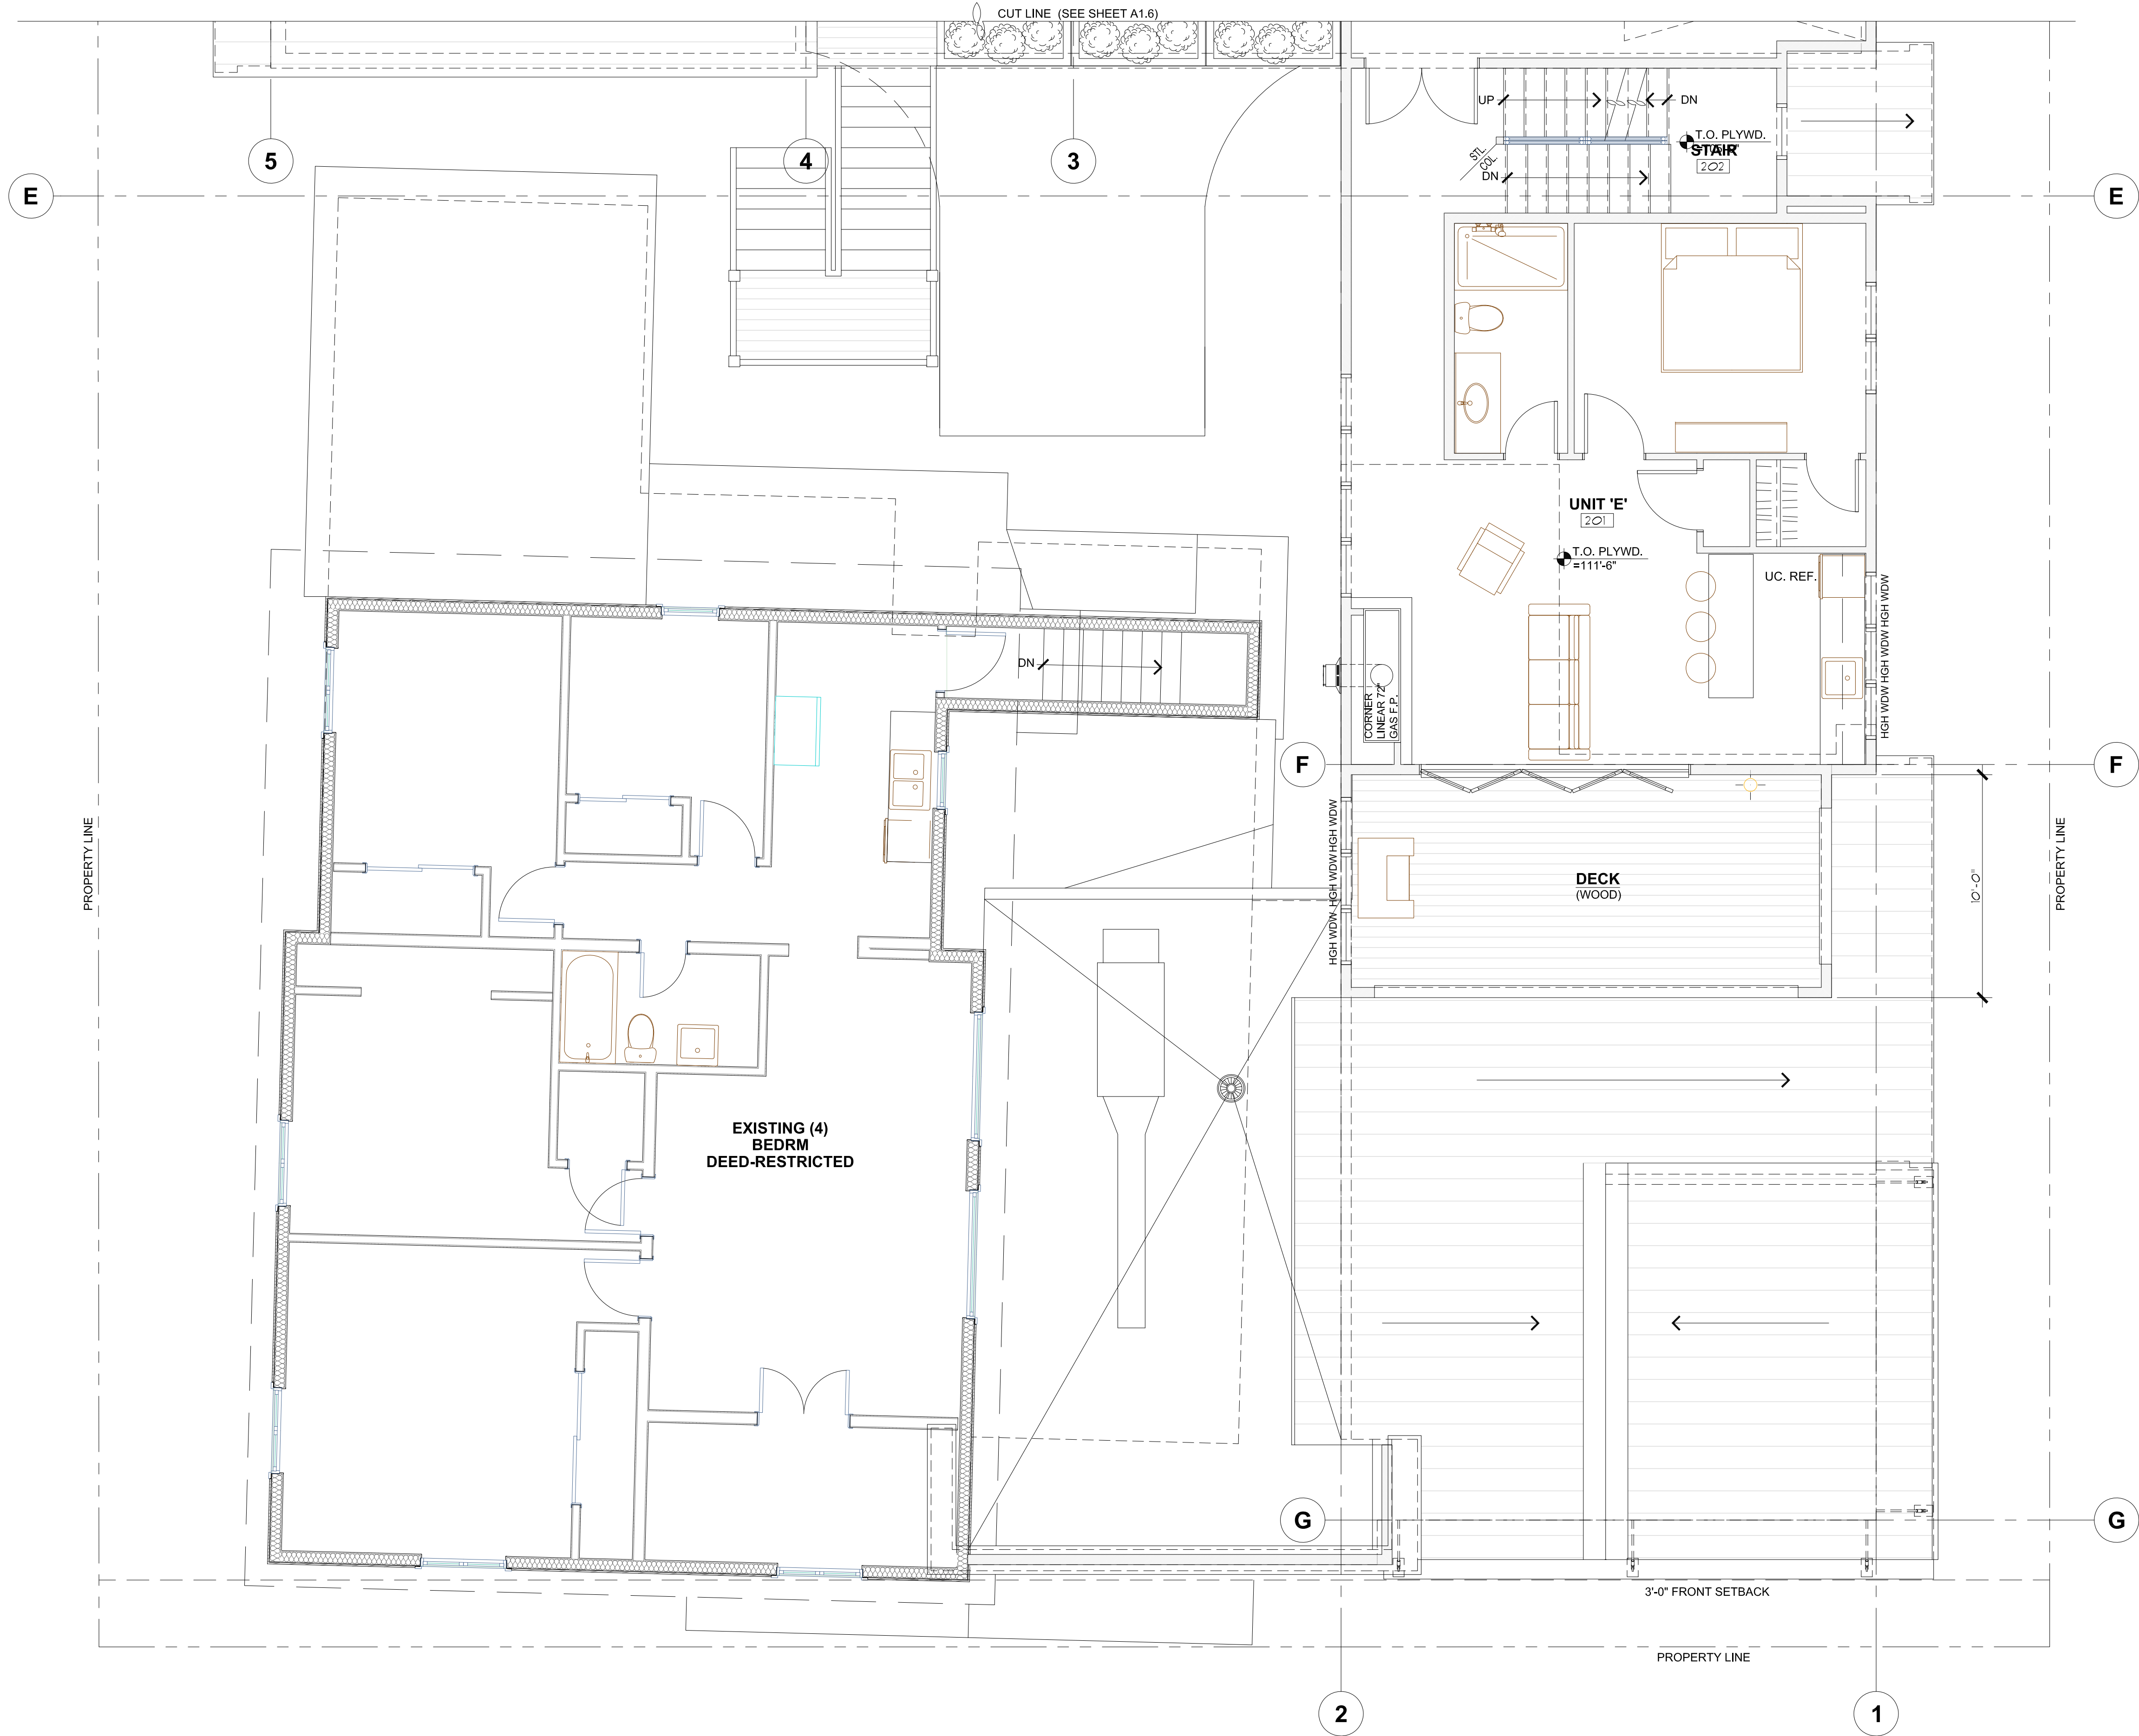 CUT LINE (SEE SHEET A1.6)
5
4
3
E
E
UP
DN
T.O. PLYWD.
STAIR
202
STL.
COL.
DN
UNIT 'E'
201
T.O. PLYWD.
=111'-6"
UC. REF.
HGH WDW HGH WDW HGH WDW
DN
CORNER
LINEAR 72"
GAS F.P.
F
F
HGH WDW HGH WDW HGH WDW
DECK
(WOOD)
10'-0"
PROPERTY LINE
PROPERTY LINE
EXISTING (4)
BEDRM
DEED-RESTRICTED
G
G
3'-0" FRONT SETBACK
PROPERTY LINE
2
1